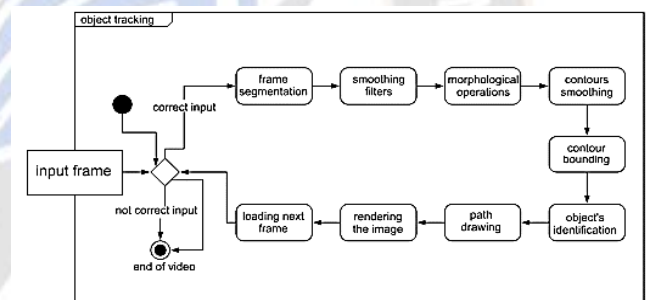 object tracking
frame
segmentation
smoothing
filters
morphological
operations
contours
smoothing
correct input
contour
bounding
input frame
not correct input
loading next
frame
rendering
the image
path
drawing
object's
identification
end of video